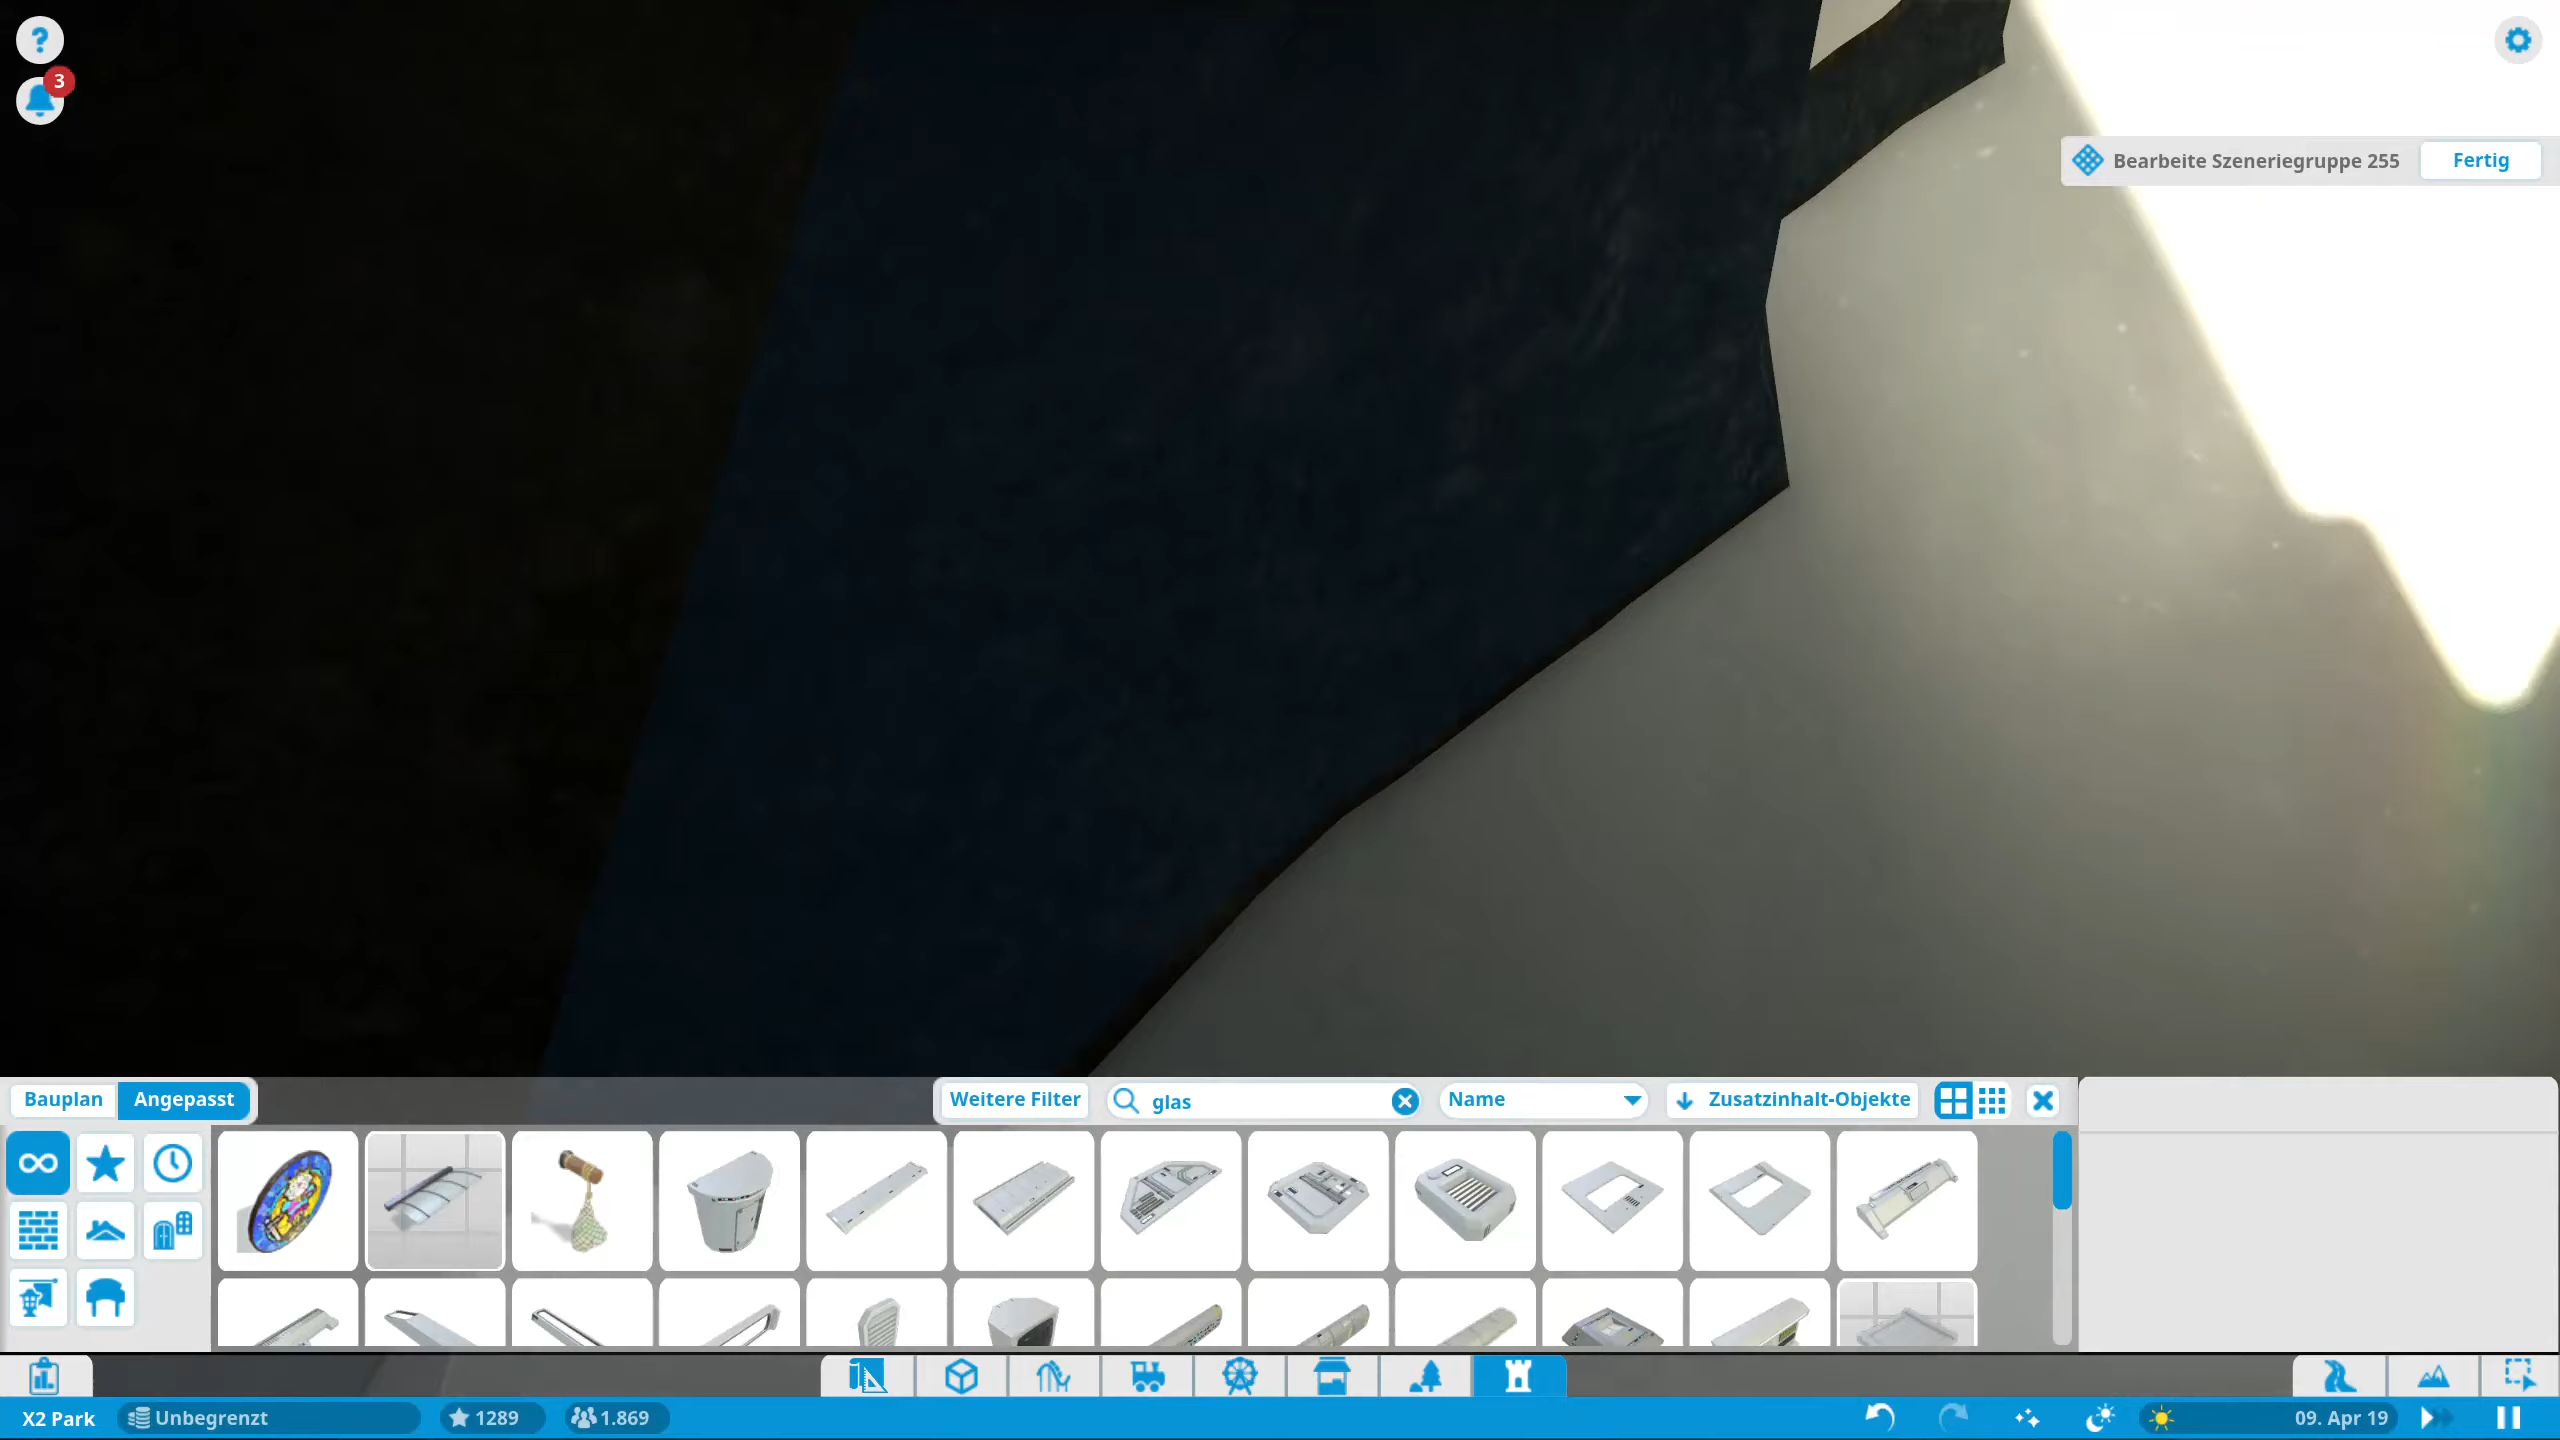 ?
3
Bearbeite Szeneriegruppe 255
Fertig
Bauplan
Angepasst
Weitere Filter
glas
Name
Zusatzinhalt-Objekte
X2 Park
Unbegrenzt
1289
1.869
09. Apr 19